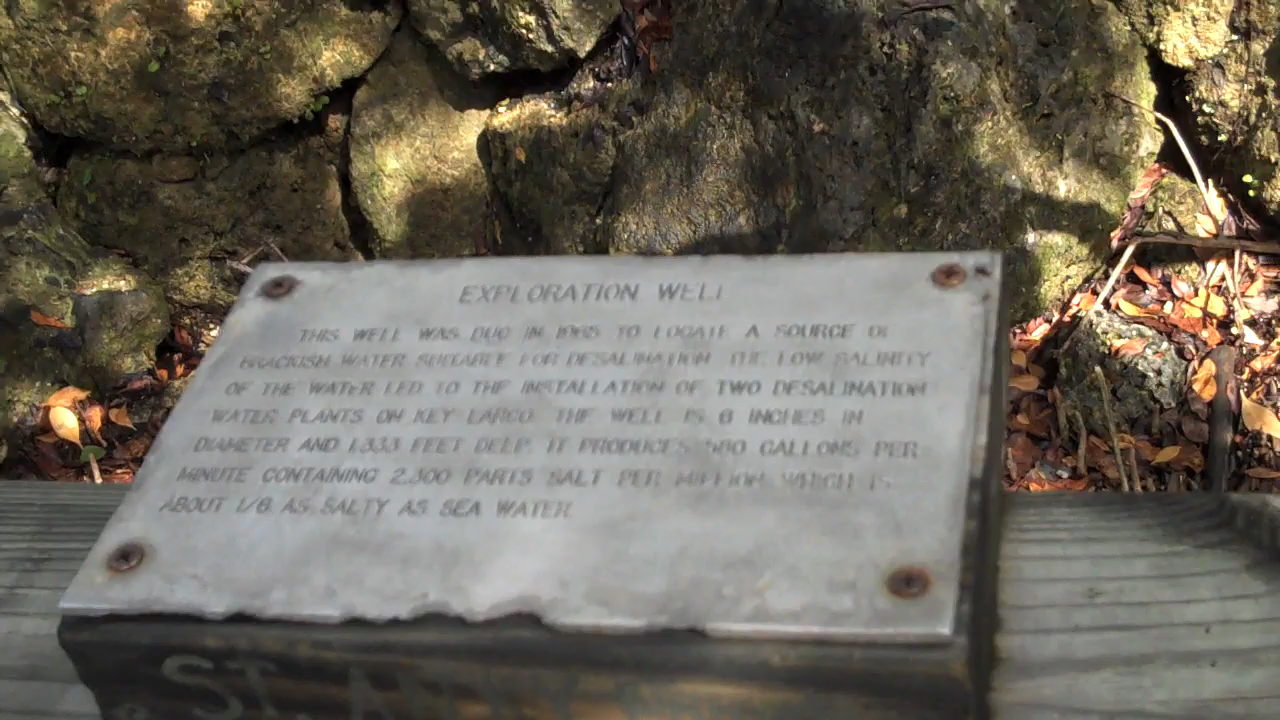 EXPLORATION WELL
THIS WELL WAS DUG IN 1965 TO LOCATE A SOURCE OF
BRACKISH WATER SUITABLE FOR DESALINATION. THE LOW SALINITY
OF THE WATER LED TO THE INSTALLATION OF TWO DESALINATION
WATER PLANTS ON KEY LARGO. THE WELL IS 6 INCHES IN
DIAMETER AND 1,333 FEET DEEP. IT PRODUCES GALLONS PER
MINUTE CONTAINING 2,300 PARTS SALT PER MILLION WHICH IS
ABOUT 1/8 AS SALTY AS SEA WATER
ST.